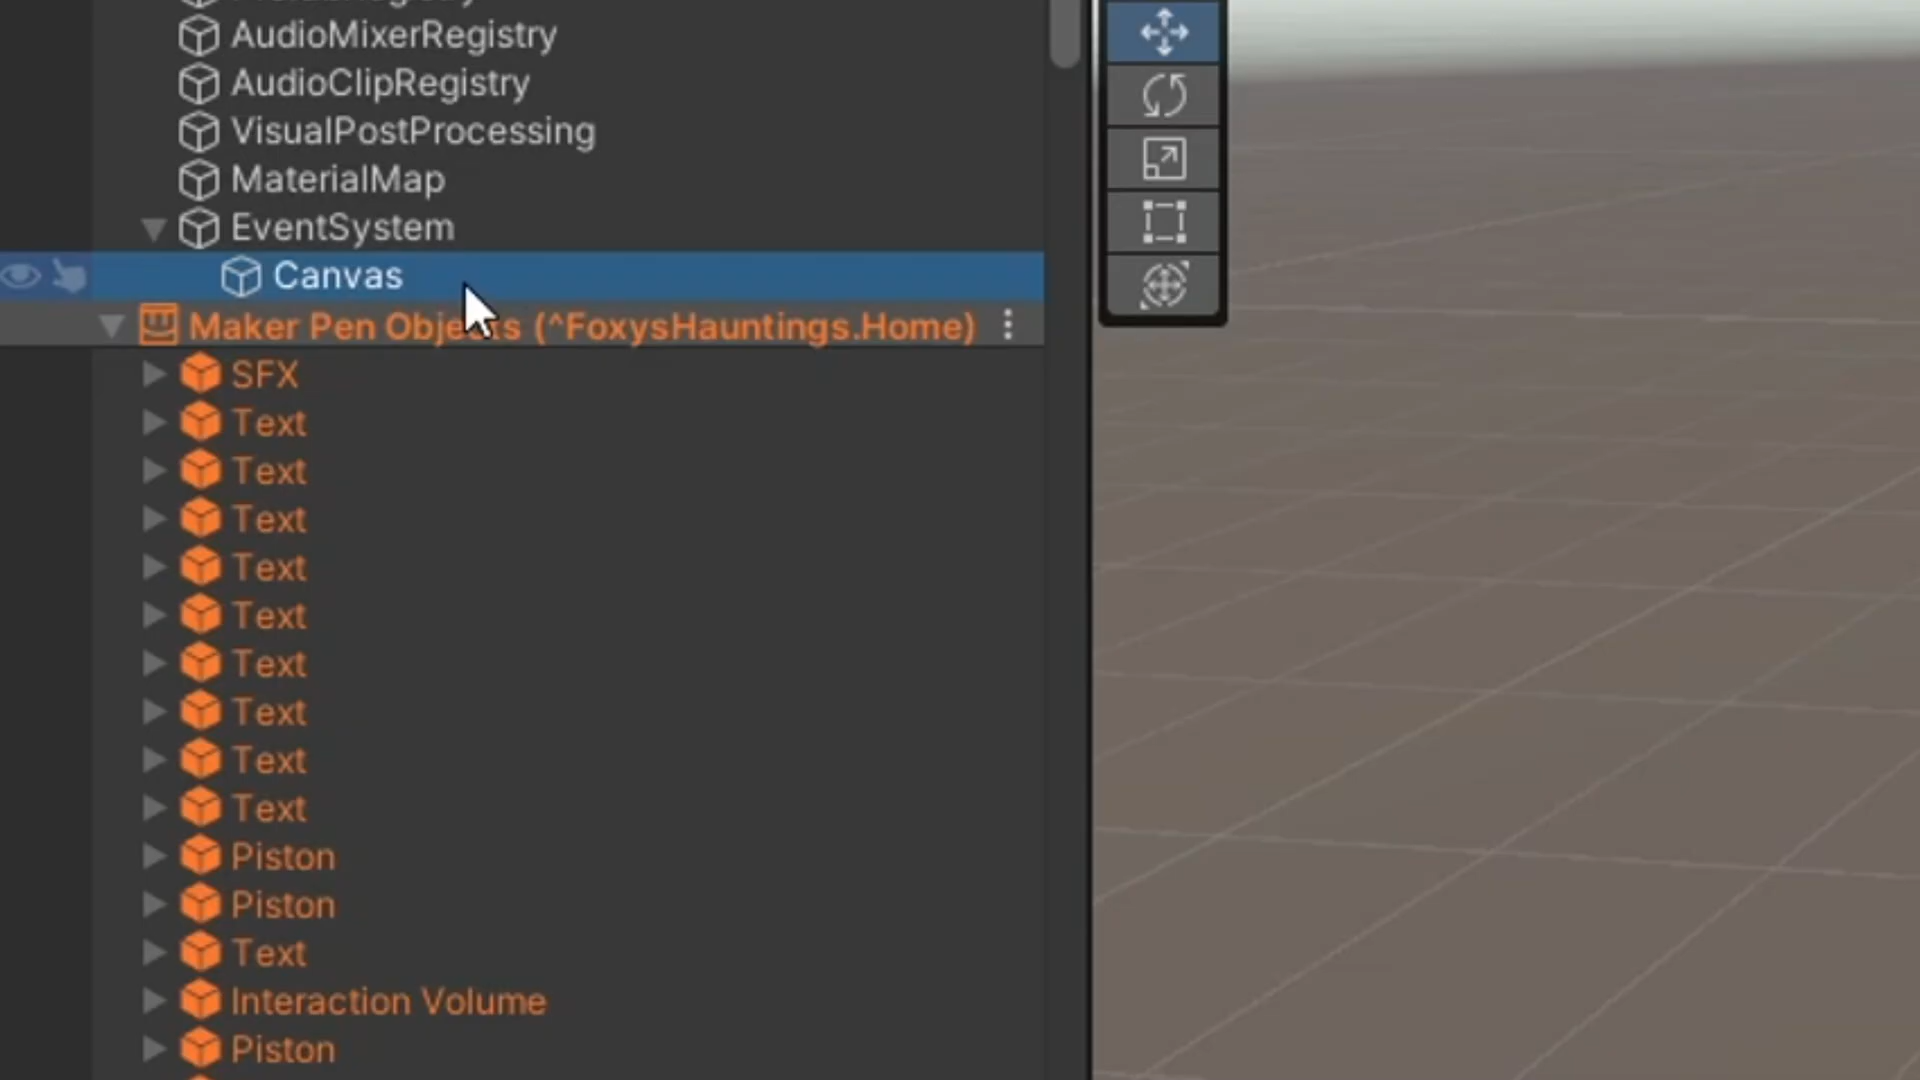 AudioMixerRegistry
AudioClipRegistry
VisualPostProcessing
MaterialMap
EventSystem
Canvas
Maker Pen Objects (^FoxysHauntings.Home)
SFX
Text
Text
Text
Text
Text
Text
Text
Text
Text
Piston
Piston
Text
Interaction Volume
Piston